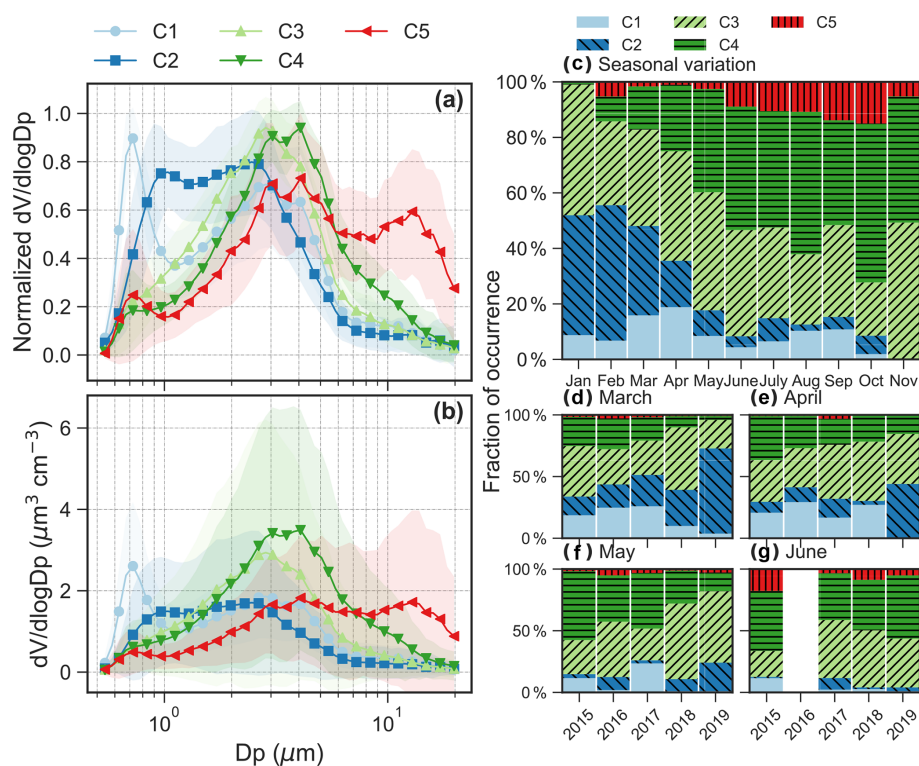 C1 C3 C5
C2 C4
C1 C3 C5
C2 C4
(a)
Normalized dV/dlogDp
1.0
0.8
0.6
0.4
0.2
0.0
(b)
dV/dlogDp (μm³ cm⁻³)
6
4
2
0
10⁰ 10¹
Dp (μm)
(c) Seasonal variation
Fraction of occurrence
100 %
80 %
60 %
40 %
20 %
0 %
Jan Feb Mar Apr May June July Aug Sep Oct Nov
(d) March
100 %
50 %
0 %
(e) April
100 %
50 %
0 %
(f) May
100 %
50 %
0 %
2015 2016 2017 2018 2019
(g) June
100 %
50 %
0 %
2015 2016 2017 2018 2019